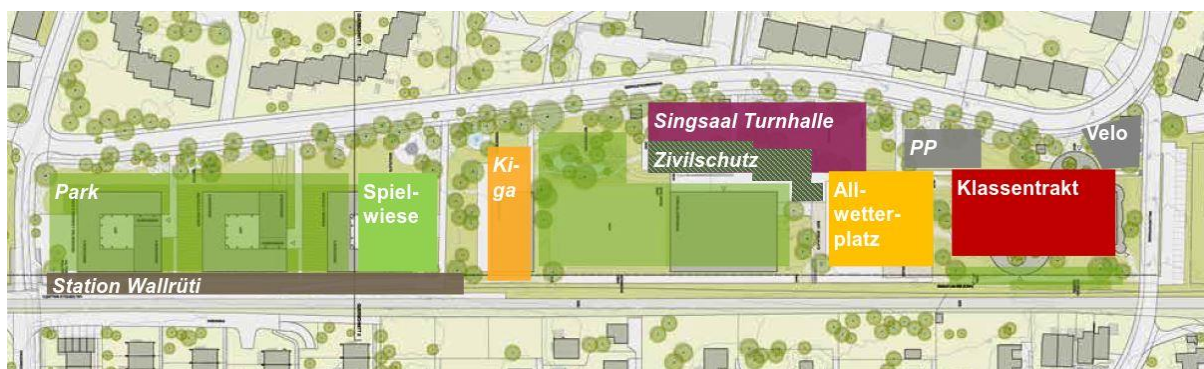 Singsaal Turnhalle
Velo
PP
Zivilschutz
Ki-
ga
Park
Spiel-
wiese
All-
wetter-
platz
Klassentrakt
Station Wallrüti